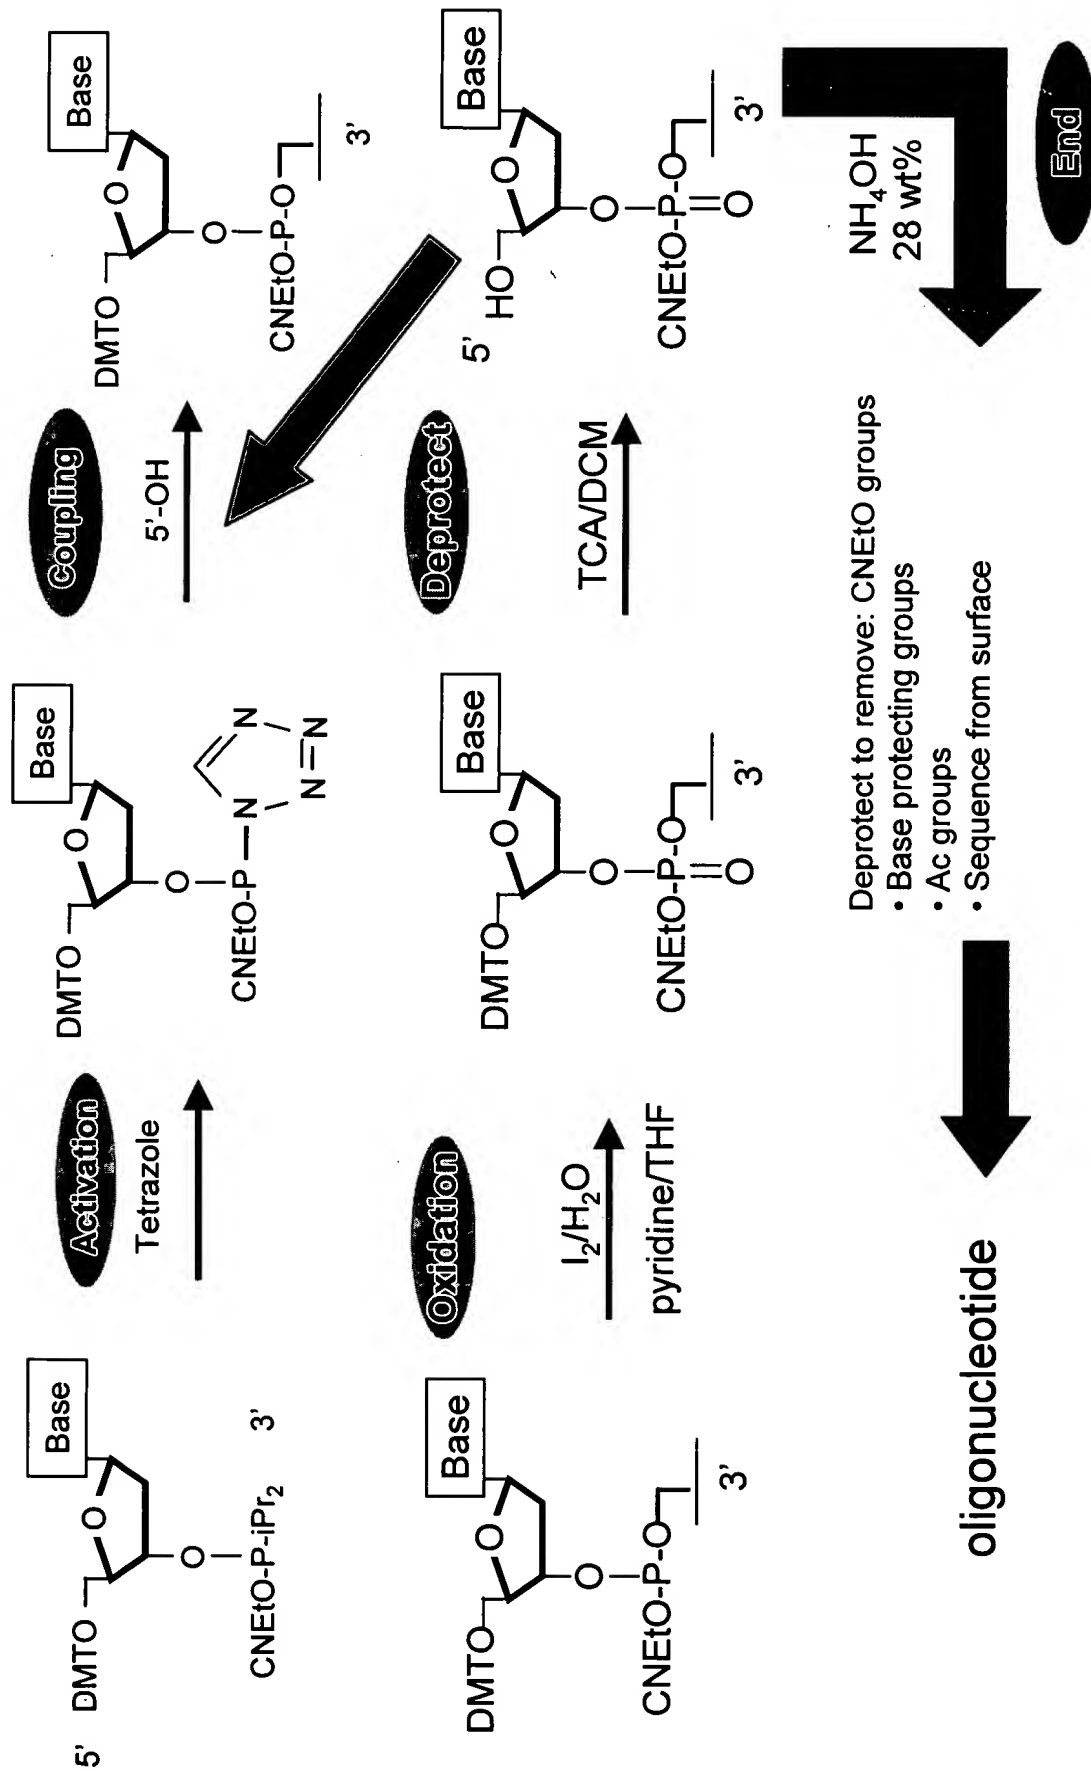 5'
DMTO
O
Base
O
CNEtO-P-iPr₂
3'
Activation
Tetrazole
DMTO
O
Base
O
CNEtO-P-N
N
N=N
Coupling
5'-OH
DMTO
O
Base
O
CNEtO-P-O
3'
DMTO
O
Base
O
CNEtO-P-O
3'
Oxidation
I₂/H₂O
pyridine/THF
DMTO
O
Base
O
CNEtO-P-O
O
3'
Deprotect
TCA/DCM
5'
HO
O
Base
O
CNEtO-P-O
O
3'
NH₄OH
28 wt%
End
Deprotect to remove: CNEtO groups
• Base protecting groups
• Ac groups
• Sequence from surface
oligonucleotide